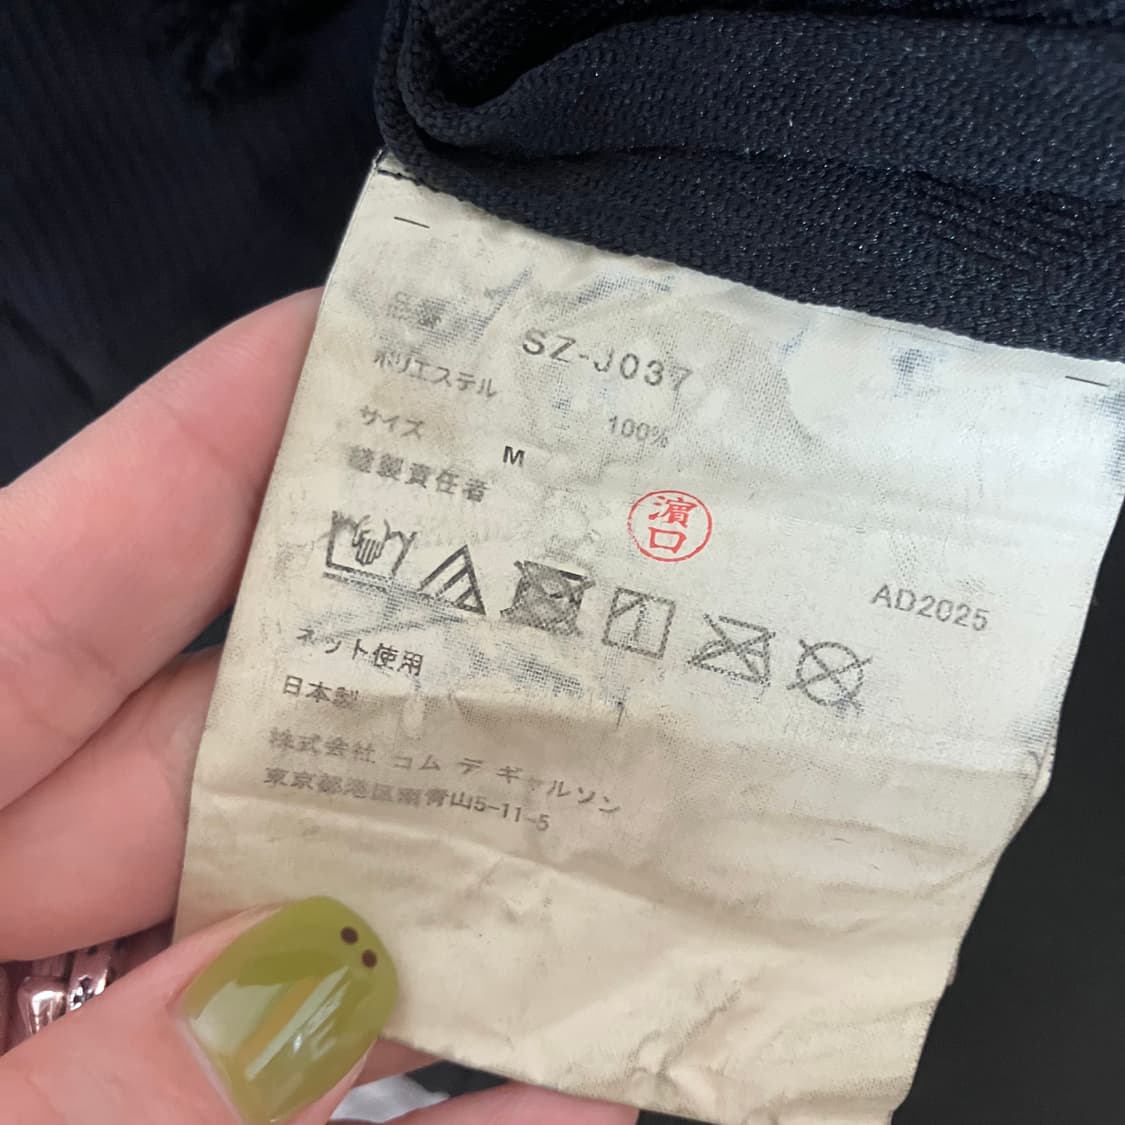 品番 SZ-J037
ポリエステル 100%
サイズ M
縫製責任者 濱口
AD2025
ネット使用
日本製
株式会社 コム デ ギャルソン
東京都港区南青山5-11-5